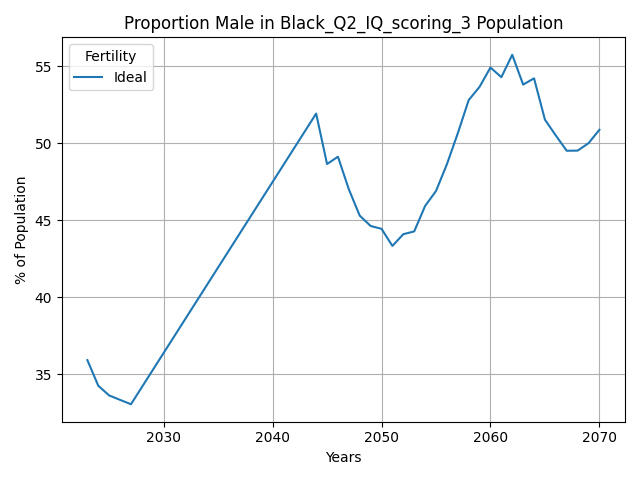 Proportion Male in Black_Q2_IQ_scoring_3 Population
Fertility
Ideal
% of Population
55
50
45
40
35
2030 2040 2050 2060 2070
Years